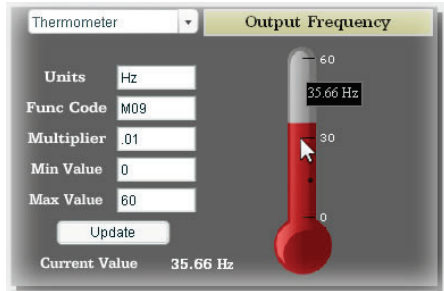 Thermometer
Output Frequency
Units Hz
Func Code M09
Multiplier .01
Min Value 0
Max Value 60
Update
Current Value 35.66 Hz
60
35.66 Hz
30
0